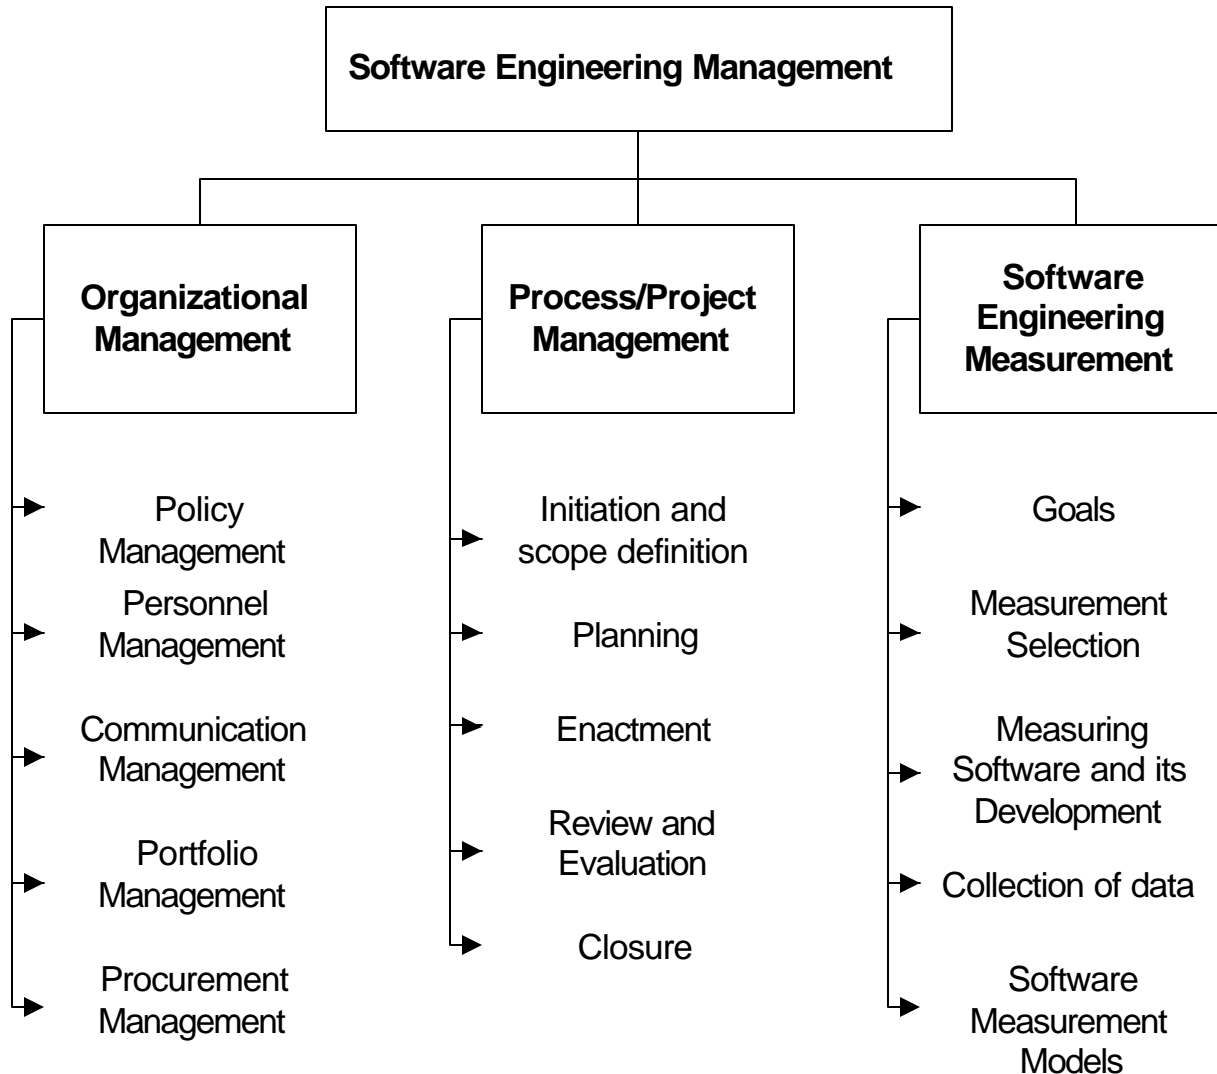 Software Engineering Management
Organizational
Management
Policy
Management
Personnel
Management
Communication
Management
Portfolio
Management
Procurement
Management
Process/Project
Management
Initiation and
scope definition
Planning
Enactment
Review and
Evaluation
Closure
Software
Engineering
Measurement
Goals
Measurement
Selection
Measuring
Software and its
Development
Collection of data
Software
Measurement
Models